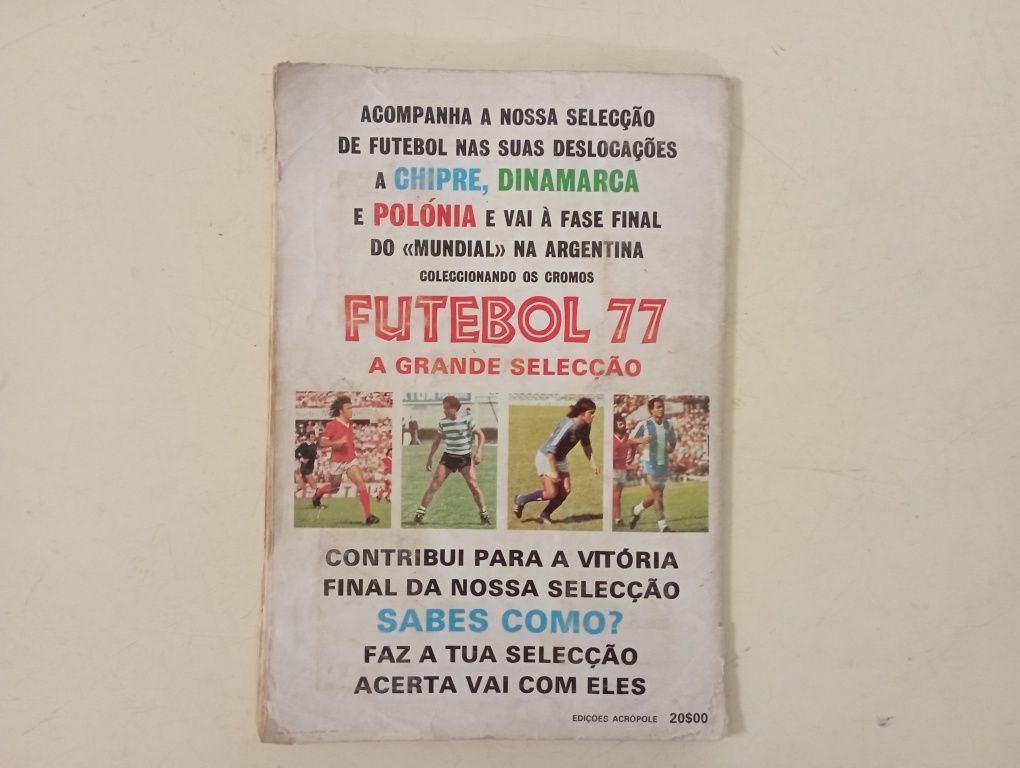 ACOMPANHA A NOSSA SELECÇÃO
DE FUTEBOL NAS SUAS DESLOCAÇÕES
A CHIPRE, DINAMARCA
E POLÓNIA E VAI À FASE FINAL
DO «MUNDIAL» NA ARGENTINA
COLECCIONANDO OS CROMOS
FUTEBOL 77
A GRANDE SELECÇÃO
CONTRIBUI PARA A VITÓRIA
FINAL DA NOSSA SELECÇÃO
SABES COMO?
FAZ A TUA SELECÇÃO
ACERTA VAI COM ELES
EDIÇÕES ACRÓPOLE 20$00